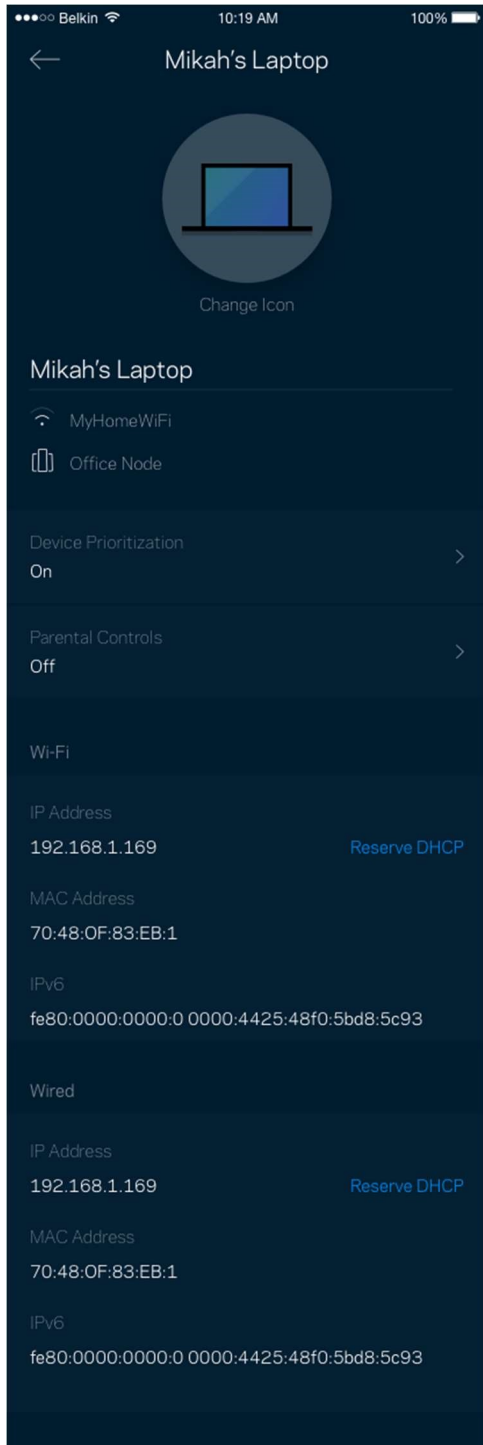 Belkin 10:19 AM 100%
Mikah's Laptop
Change Icon
Mikah's Laptop
MyHomeWiFi
Office Node
Device Prioritization
On
Parental Controls
Off
Wi-Fi
IP Address
192.168.1.169 Reserve DHCP
MAC Address
70:48:0F:83:EB:1
IPv6
fe80:0000:0000:0 0000:4425:48f0:5bd8:5c93
Wired
IP Address
192.168.1.169 Reserve DHCP
MAC Address
70:48:0F:83:EB:1
IPv6
fe80:0000:0000:0 0000:4425:48f0:5bd8:5c93